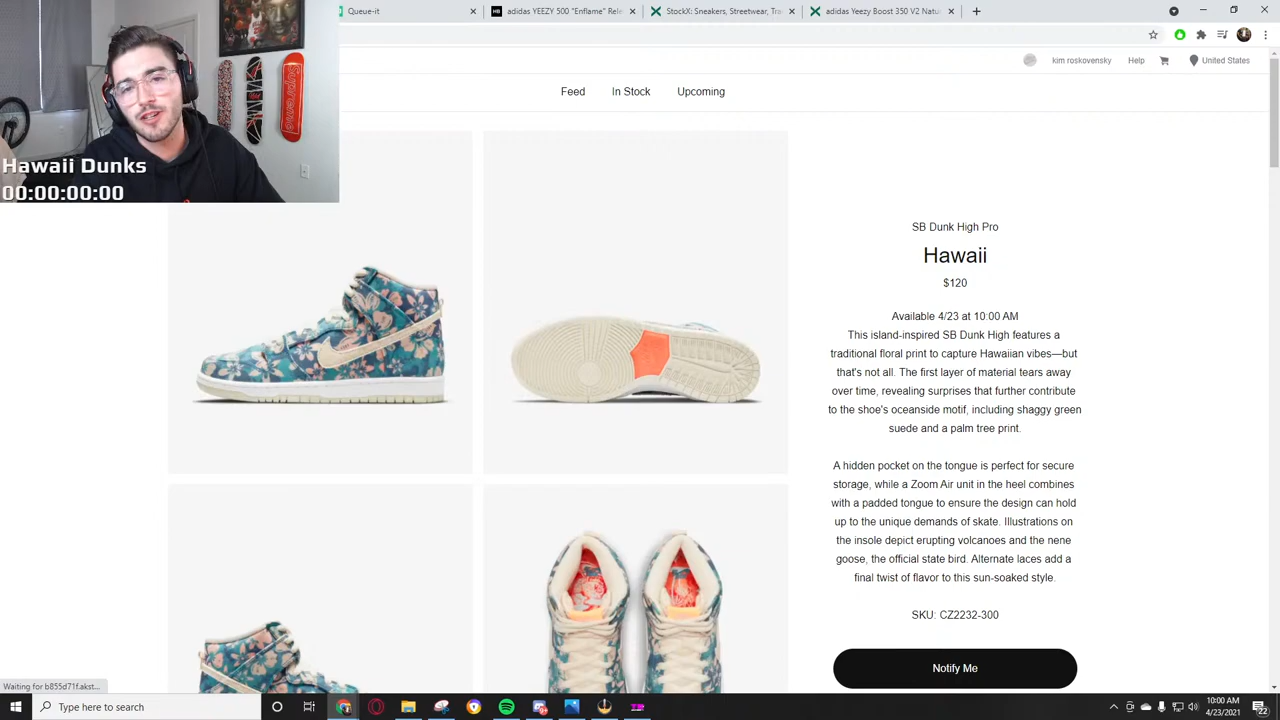 Queue-it
adidas YEEZY 500 "Enflame" Rele
StockX: Sneakers, Streetwear, Tra
adidas Yeezy Boost 350 V2 Natu
kim roskovensky
Help
United States
Feed
In Stock
Upcoming
Supreme
Hawaii Dunks
00:00:00:00
SB Dunk High Pro
Hawaii
$120
Available 4/23 at 10:00 AM
This island-inspired SB Dunk High features a
traditional floral print to capture Hawaiian vibes—but
that's not all. The first layer of material tears away
over time, revealing surprises that further contribute
to the shoe's oceanside motif, including shaggy green
suede and a palm tree print.
A hidden pocket on the tongue is perfect for secure
storage, while a Zoom Air unit in the heel combines
with a padded tongue to ensure the design can hold
up to the unique demands of skate. Illustrations on
the insole depict erupting volcanoes and the nene
goose, the official state bird. Alternate laces add a
final twist of flavor to this sun-soaked style.
SKU: CZ2232-300
Notify Me
Waiting for b855d71f.akst...
Type here to search
10:00 AM
4/23/2021
22